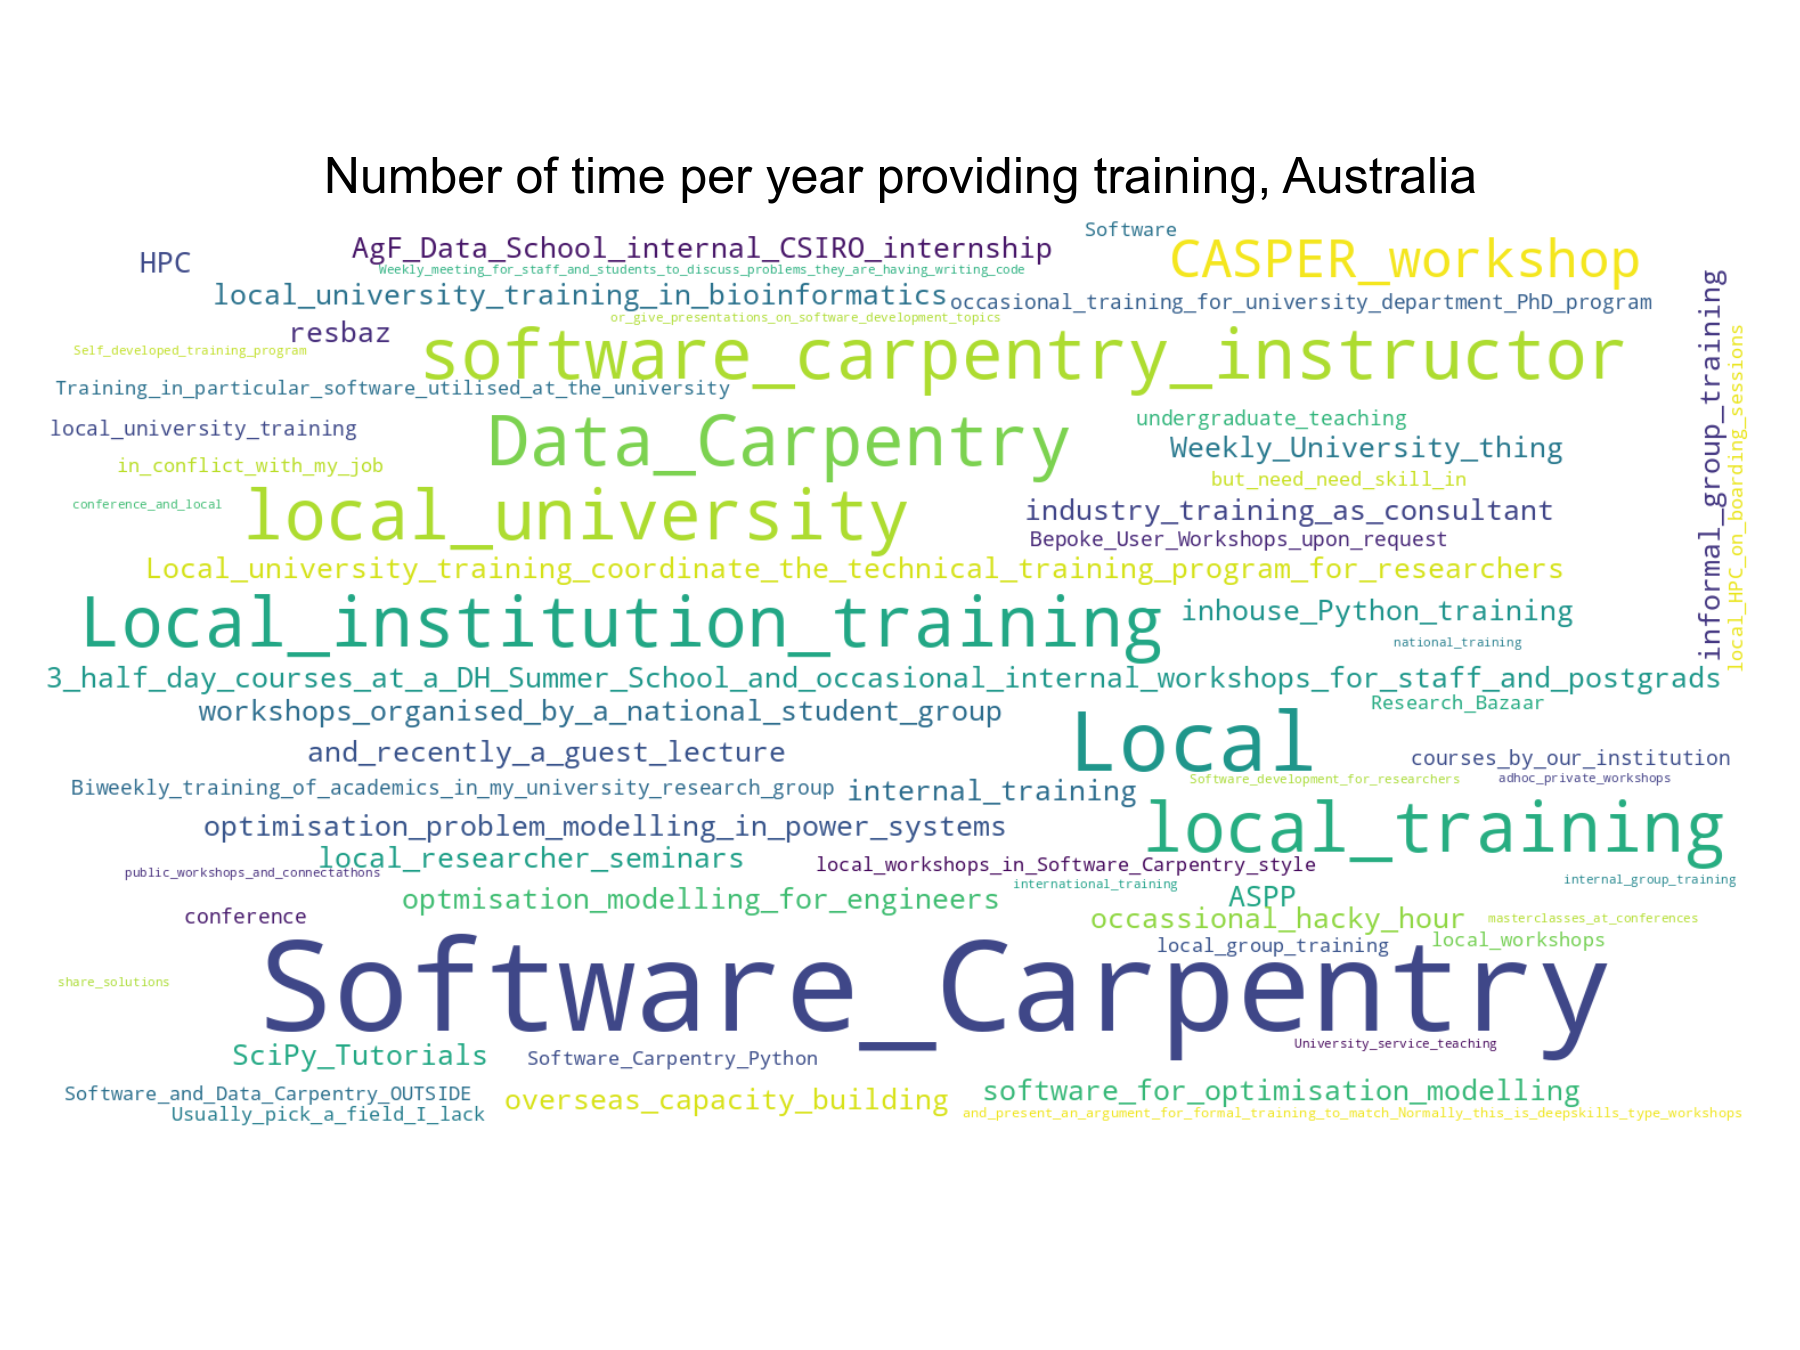 Number of time per year providing training, Australia
Software
HPC
AgF_Data_School_internal_CSIRO_internship
CASPER_workshop
Weekly_meeting_for_staff_and_students_to_discuss_problems_they_are_having_writing_code
local_university_training_in_bioinformatics
occasional_training_for_university_department_PhD_program
or_give_presentations_on_software_development_topics
resbaz
Self_developed_training_program
software_carpentry_instructor
informal_group_training
local_HPC_on_boarding_sessions
Training_in_particular_software_utilised_at_the_university
local_university_training
Data_Carpentry
undergraduate_teaching
Weekly_University_thing
in_conflict_with_my_job
but_need_need_skill_in
conference_and_local
local_university
industry_training_as_consultant
Bepoke_User_Workshops_upon_request
Local_university_training_coordinate_the_technical_training_program_for_researchers
Local_institution_training
inhouse_Python_training
national_training
3_half_day_courses_at_a_DH_Summer_School_and_occasional_internal_workshops_for_staff_and_postgrads
Research_Bazaar
workshops_organised_by_a_national_student_group
Local
and_recently_a_guest_lecture
courses_by_our_institution
Software_development_for_researchers
adhoc_private_workshops
Biweekly_training_of_academics_in_my_university_research_group
internal_training
optimisation_problem_modelling_in_power_systems
local_training
local_researcher_seminars
local_workshops_in_Software_Carpentry_style
public_workshops_and_connectathons
international_training
internal_group_training
optmisation_modelling_for_engineers
ASPP
conference
occassional_hacky_hour
masterclasses_at_conferences
local_group_training
local_workshops
share_solutions
Software_Carpentry
University_service_teaching
SciPy_Tutorials
Software_Carpentry_Python
Software_and_Data_Carpentry_OUTSIDE
overseas_capacity_building
software_for_optimisation_modelling
Usually_pick_a_field_I_lack
and_present_an_argument_for_formal_training_to_match_Normally_this_is_deepskills_type_workshops